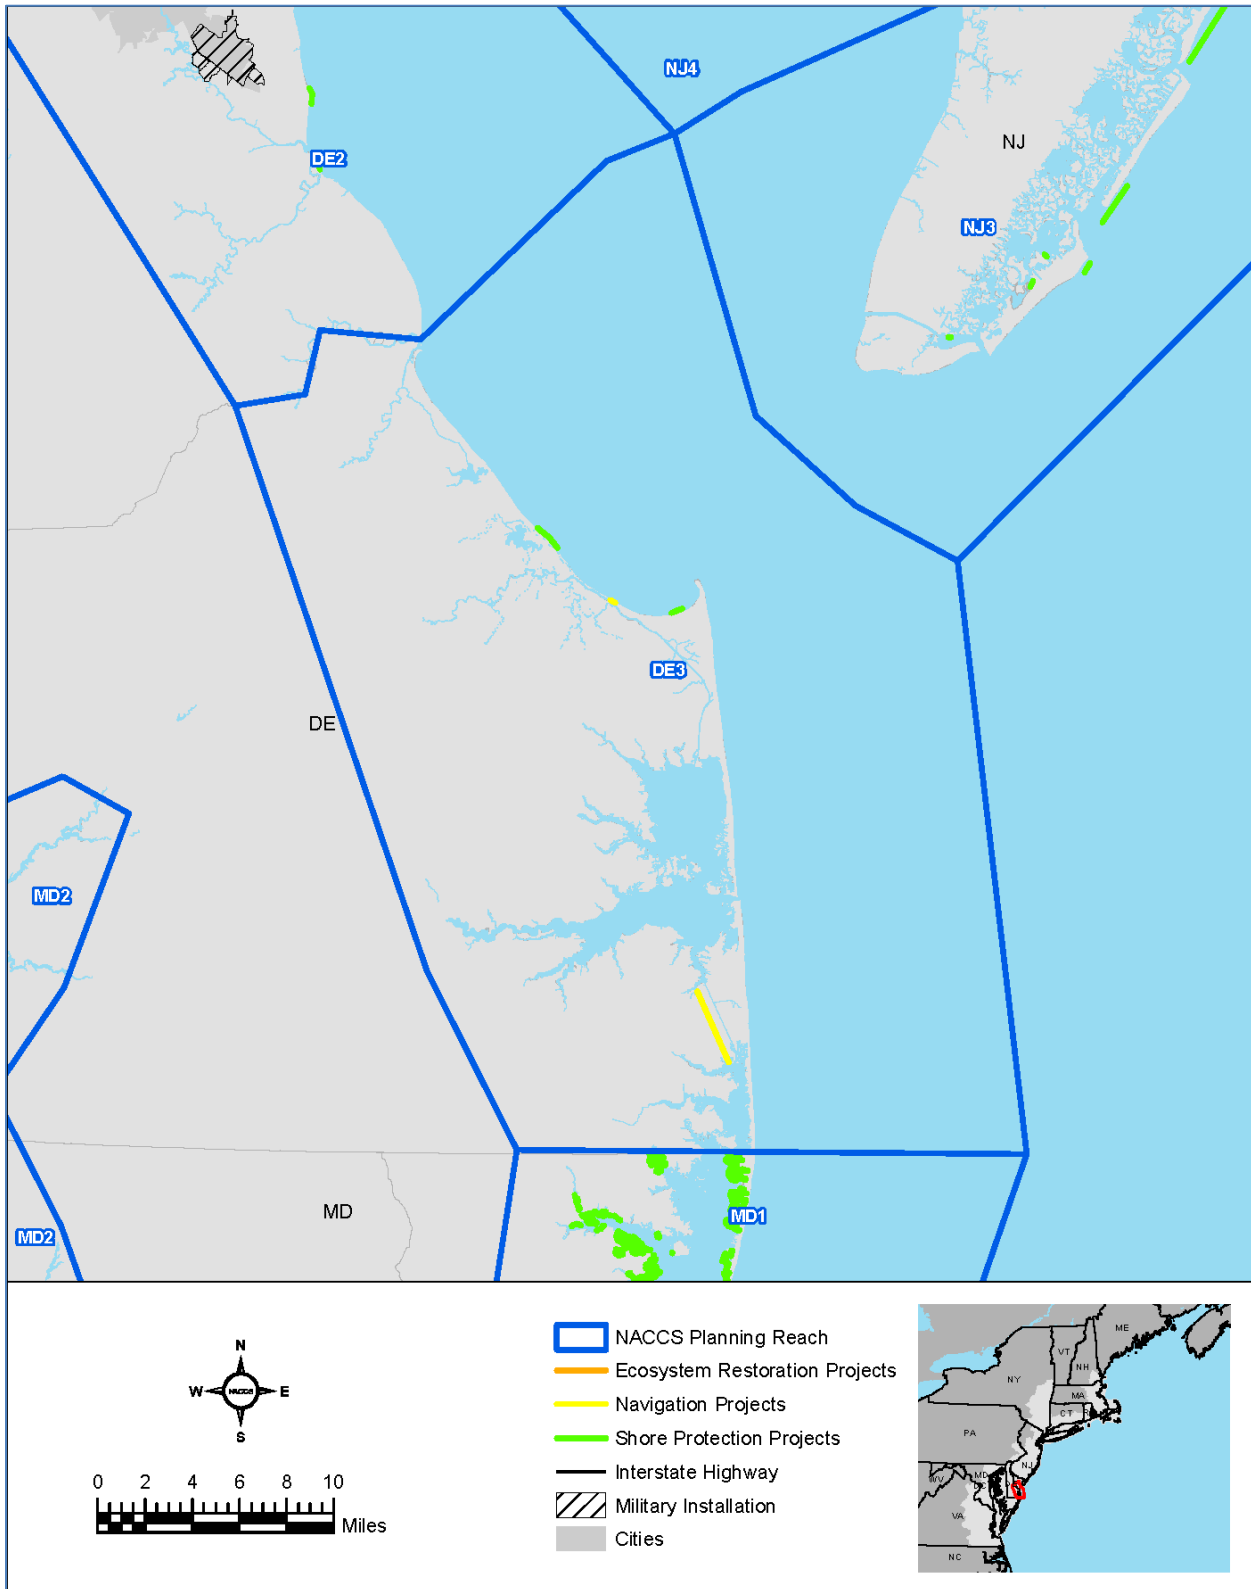 NJ4
DE2
NJ
NJ3
DE3
DE
MD2
MD1
MD
MD2
N
W
NACCS
E
S
0 2 4 6 8 10
Miles
NACCS Planning Reach
Ecosystem Restoration Projects
Navigation Projects
Shore Protection Projects
Interstate Highway
Military Installation
Cities
ME
VT
NH
NY
MA
CT
PA
NJ
MD
WV
VA
NC